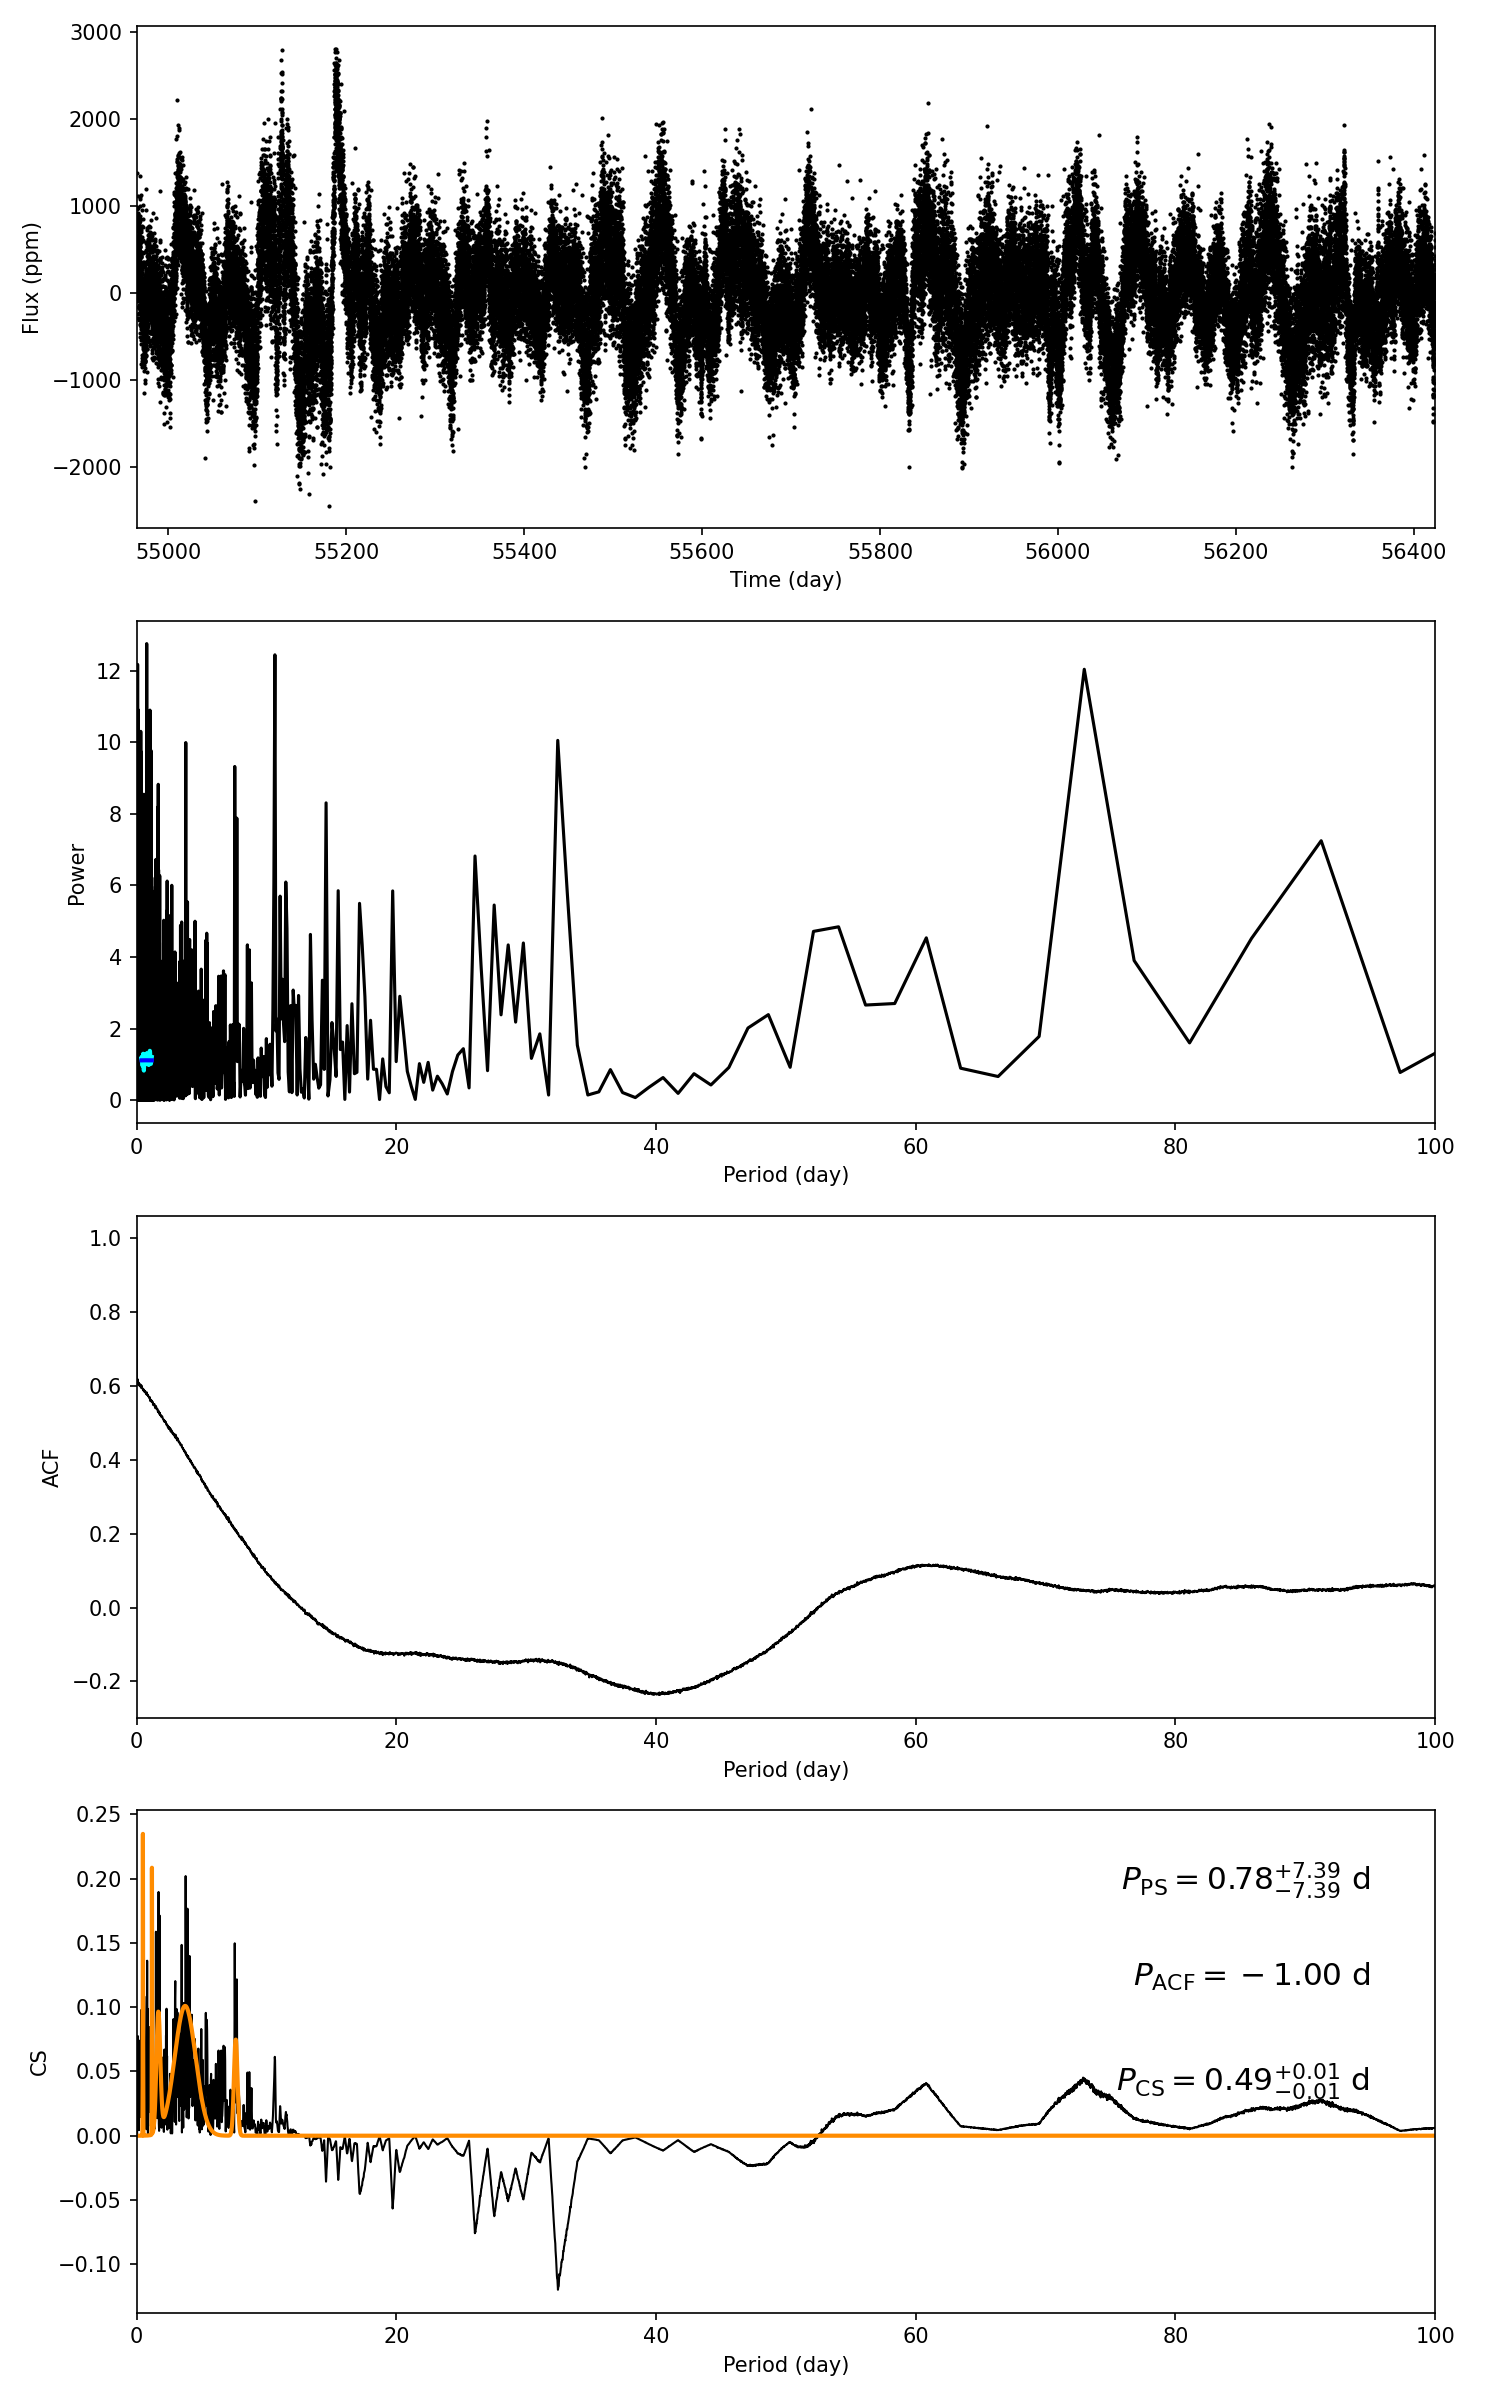 3000
2000
1000
0
−1000
−2000
Flux (ppm)
55000 55200 55400 55600 55800 56000 56200 56400
Time (day)
12
10
8
6
4
2
0
Power
0 20 40 60 80 100
Period (day)
1.0
0.8
0.6
0.4
0.2
0.0
−0.2
ACF
0 20 40 60 80 100
Period (day)
0.25
0.20
0.15
0.10
0.05
0.00
−0.05
−0.10
CS
P_PS = 0.78 +7.39 −7.39 d
P_ACF = −1.00 d
P_CS = 0.49 +0.01 −0.01 d
0 20 40 60 80 100
Period (day)